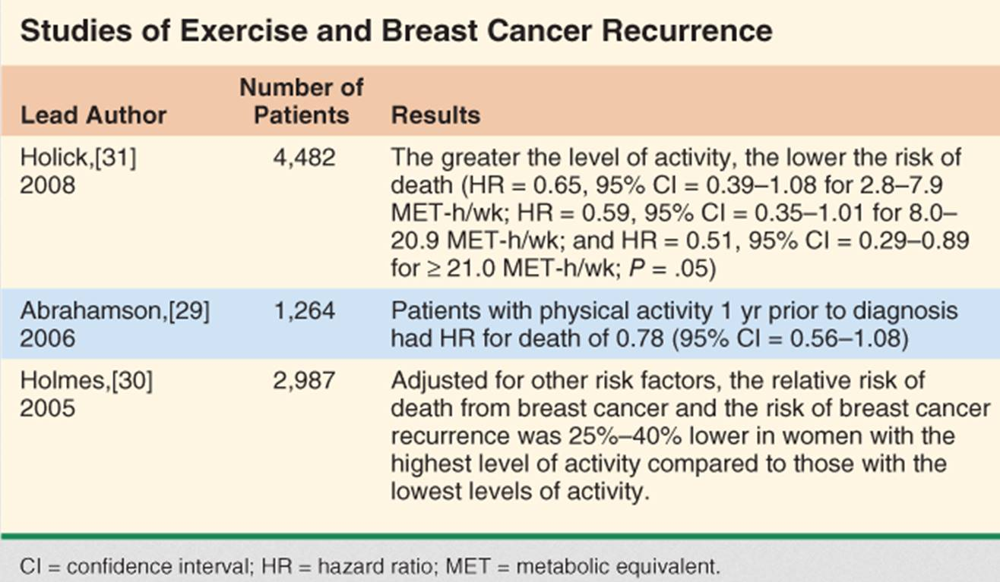 Studies of Exercise and Breast Cancer Recurrence
Lead Author
Number of
Patients
Results
Holick,[31]
2008
4,482
The greater the level of activity, the lower the risk of
death (HR = 0.65, 95% CI = 0.39–1.08 for 2.8–7.9
MET-h/wk; HR = 0.59, 95% CI = 0.35–1.01 for 8.0–
20.9 MET-h/wk; and HR = 0.51, 95% CI = 0.29–0.89
for ≥ 21.0 MET-h/wk; P = .05)
Abrahamson,[29]
2006
1,264
Patients with physical activity 1 yr prior to diagnosis
had HR for death of 0.78 (95% CI = 0.56–1.08)
Holmes,[30]
2005
2,987
Adjusted for other risk factors, the relative risk of
death from breast cancer and the risk of breast cancer
recurrence was 25%–40% lower in women with the
highest level of activity compared to those with the
lowest levels of activity.
CI = confidence interval; HR = hazard ratio; MET = metabolic equivalent.